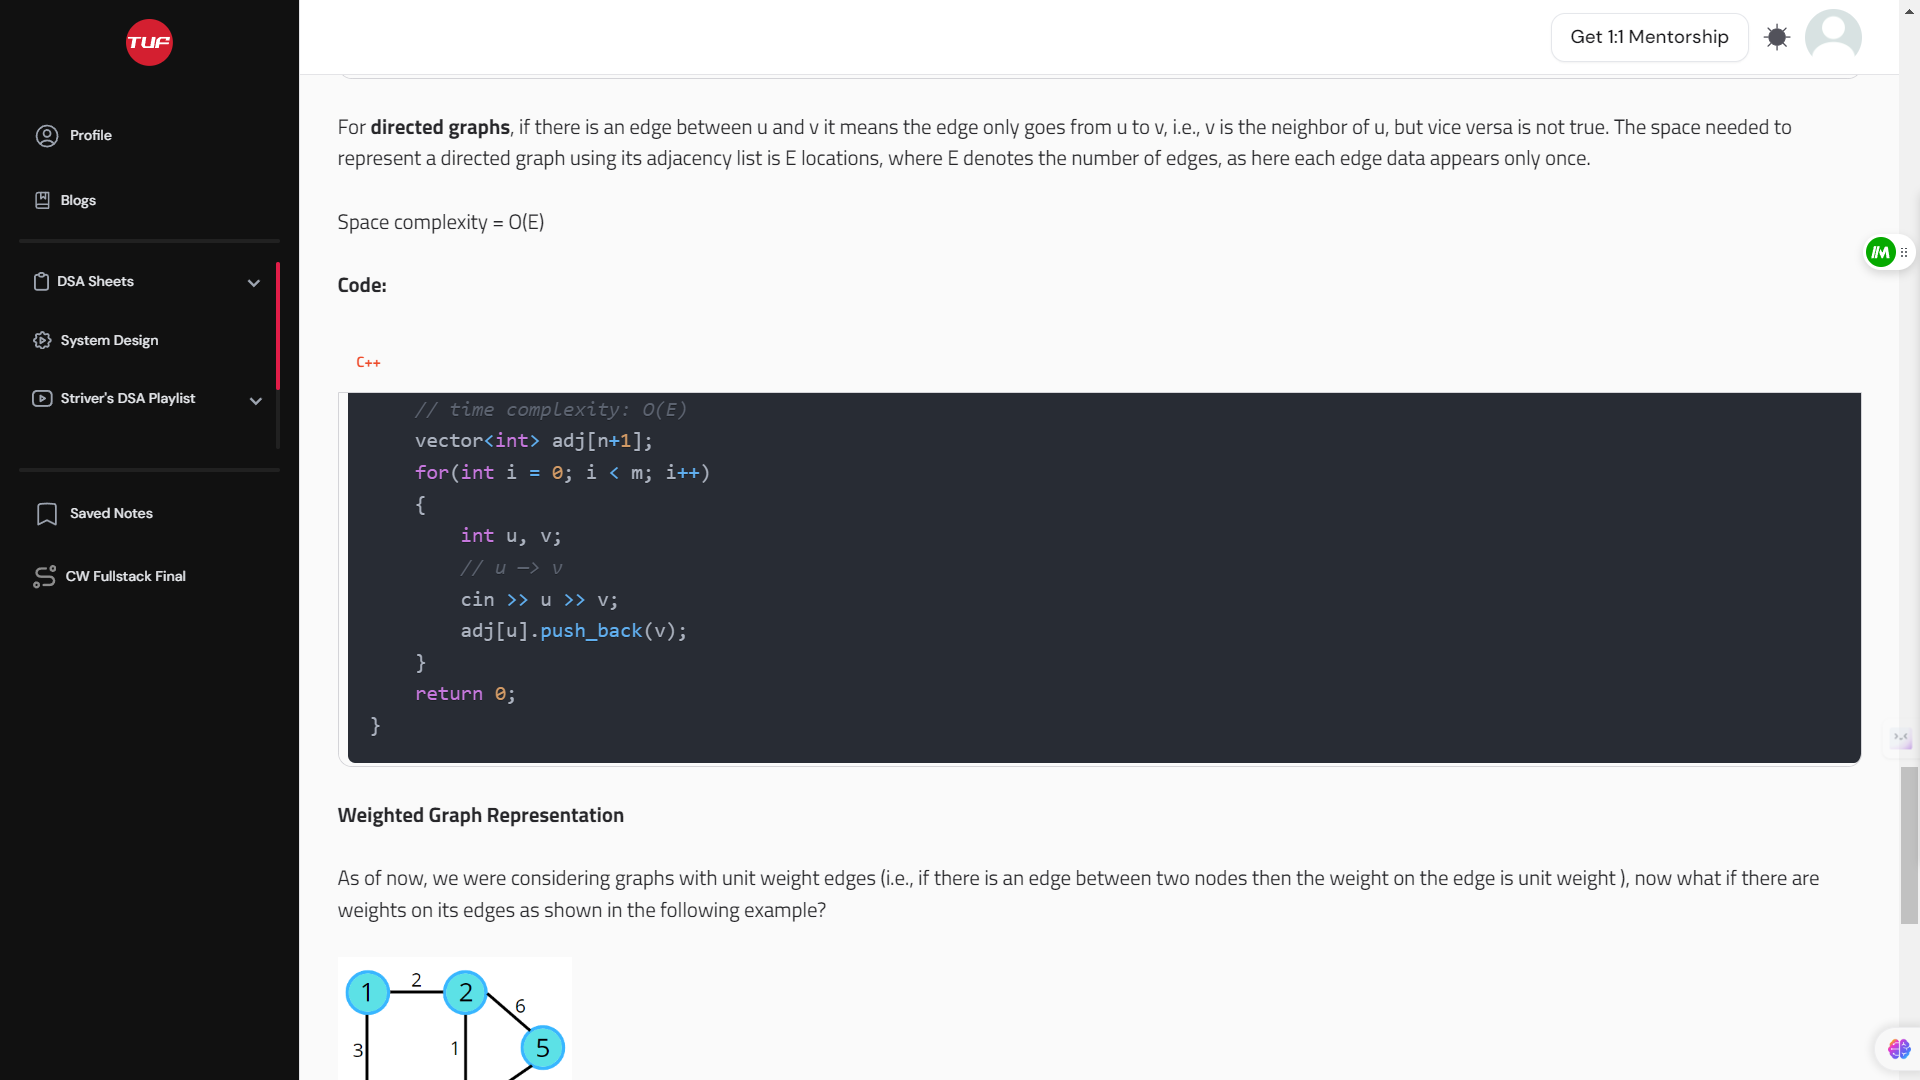 TUF
Get 1:1 Mentorship
Profile
Blogs
DSA Sheets
System Design
Striver's DSA Playlist
Saved Notes
CW Fullstack Final
For directed graphs, if there is an edge between u and v it means the edge only goes from u to v, i.e., v is the neighbor of u, but vice versa is not true. The space needed to
represent a directed graph using its adjacency list is E locations, where E denotes the number of edges, as here each edge data appears only once.
Space complexity = O(E)
Code:
C++
// time complexity: O(E)
vector<int> adj[n+1];
for(int i = 0; i < m; i++)
{
int u, v;
// u —> v
cin >> u >> v;
adj[u].push_back(v);
}
return 0;
}
Weighted Graph Representation
As of now, we were considering graphs with unit weight edges (i.e., if there is an edge between two nodes then the weight on the edge is unit weight ), now what if there are
weights on its edges as shown in the following example?
1 2 2
6
3 1 5